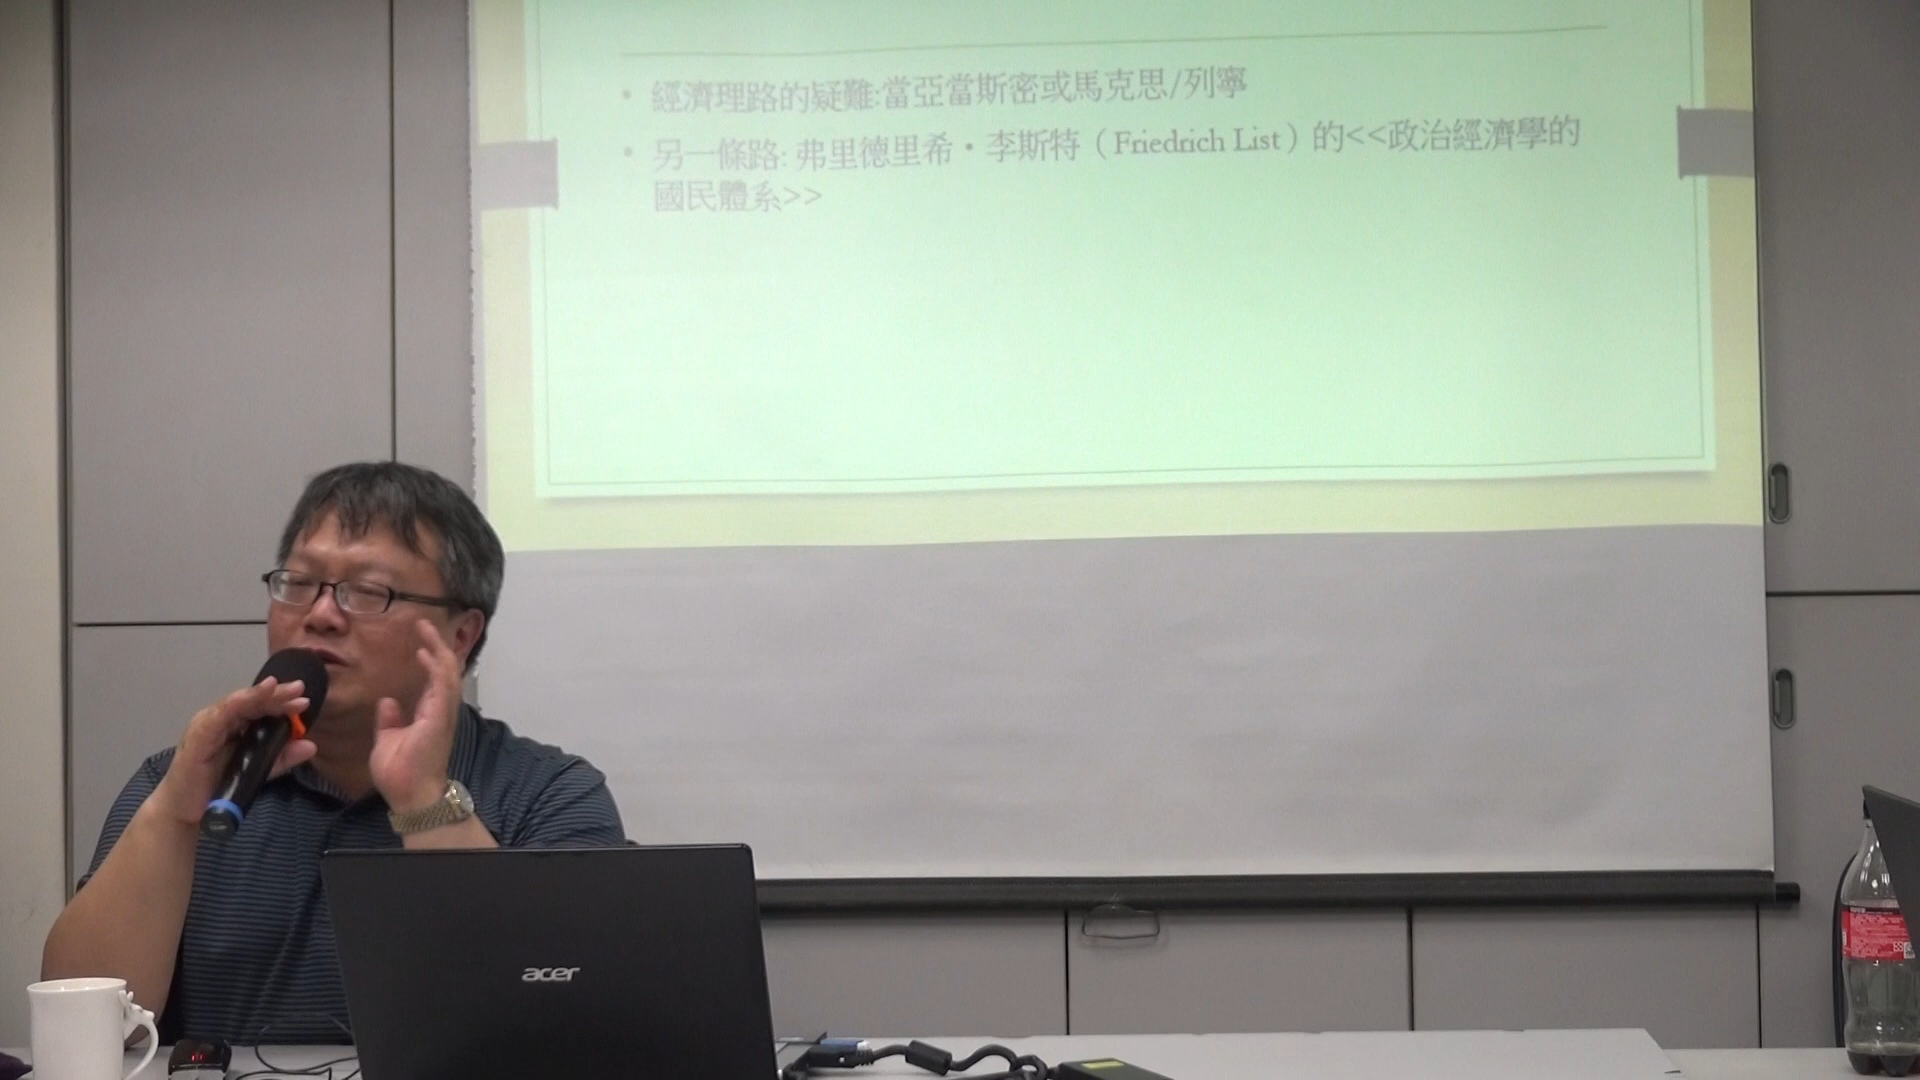 • 經濟理路的疑難:當亞當斯密或馬克思/列寧
• 另一條路: 弗里德里希・李斯特（Friedrich List）的<<政治經濟學的
國民體系>>
acer